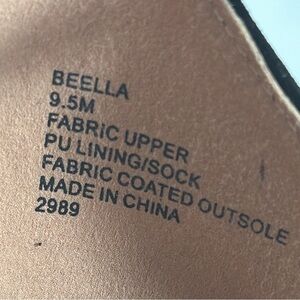 BEELLA
9.5M
FABRIC UPPER
PU LINING/SOCK
FABRIC COATED OUTSOLE
MADE IN CHINA
2989